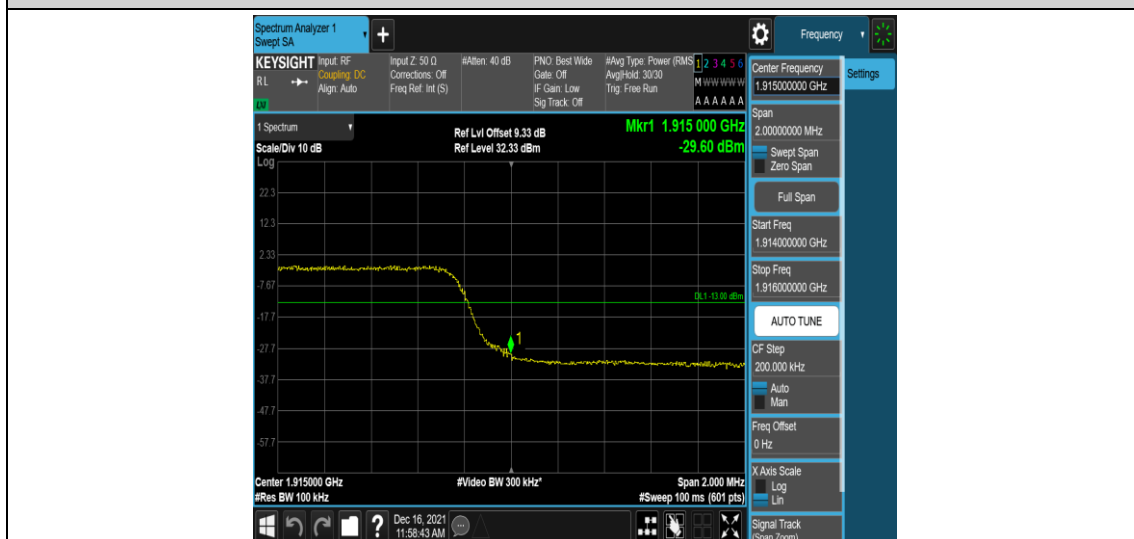 Spectrum Analyzer 1
Swept SA
Frequency
KEYSIGHT
RL
LXI
Input: RF
Coupling: DC
Align: Auto
Input Z: 50 Ω
Corrections: Off
Freq Ref: Int (S)
#Atten: 40 dB
PNO: Best Wide
Gate: Off
IF Gain: Low
Sig Track: Off
#Avg Type: Power (RMS
Avg|Hold: 30/30
Trig: Free Run
1 2 3 4 5 6
M W W W W W
A A A A A A
1 Spectrum
Scale/Div 10 dB
Ref Lvl Offset 9.33 dB
Ref Level 32.33 dBm
Mkr1 1.915 000 GHz
-29.60 dBm
Log
22.3
12.3
2.33
-7.67
-17.7
-27.7
-37.7
-47.7
-57.7
DL1 -13.00 dBm
1
Center 1.915000 GHz
#Res BW 100 kHz
#Video BW 300 kHz*
Span 2.000 MHz
#Sweep 100 ms (601 pts)
Dec 16, 2021
11:58:43 AM
Center Frequency
1.915000000 GHz
Span
2.00000000 MHz
Swept Span
Zero Span
Full Span
Start Freq
1.914000000 GHz
Stop Freq
1.916000000 GHz
AUTO TUNE
CF Step
200.000 kHz
Auto
Man
Freq Offset
0 Hz
X Axis Scale
Log
Lin
Signal Track
(Span Zoom)
Settings